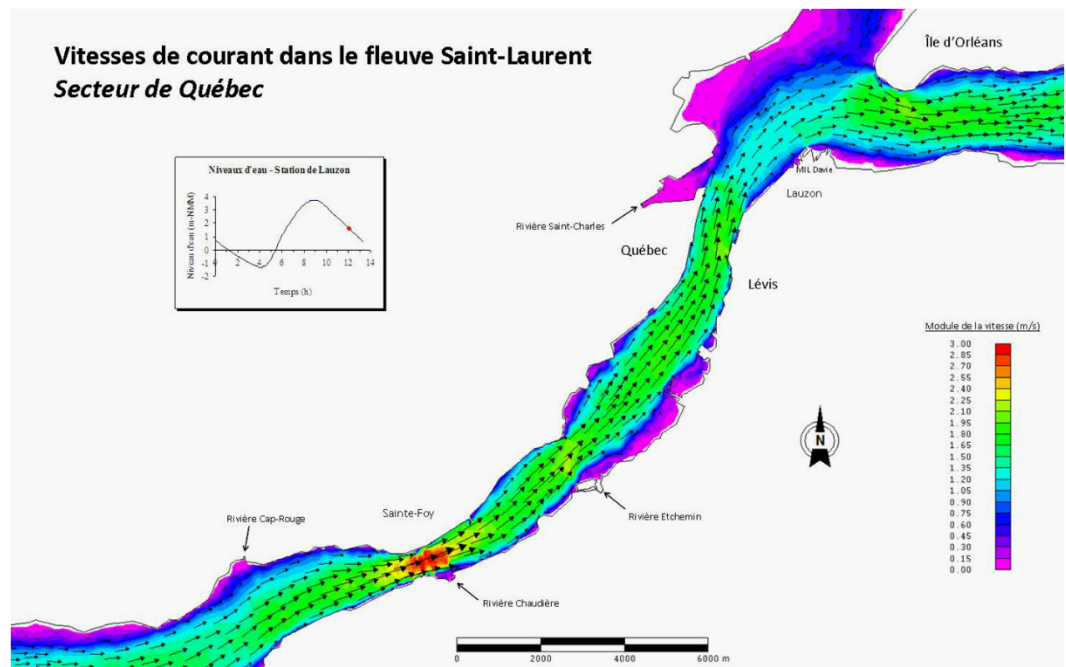 Vitesses de courant dans le fleuve Saint-Laurent
Secteur de Québec
Île d'Orléans
Niveaux d'eau - Station de Lauzon
Niveau d'eau (m-NMM)
4
3
2
1
0
-1
-2
0 2 4 6 8 10 12 14
Temps (h)
MIL Davie
Lauzon
Rivière Saint-Charles
Québec
Lévis
Module de la vitesse (m/s)
3.00
2.85
2.70
2.55
2.40
2.25
2.10
1.95
1.80
1.65
1.50
1.35
1.20
1.05
0.90
0.75
0.60
0.45
0.30
0.15
0.00
N
Sainte-Foy
Rivière Cap-Rouge
Rivière Etchemin
Rivière Chaudière
0 2000 4000 6000 m